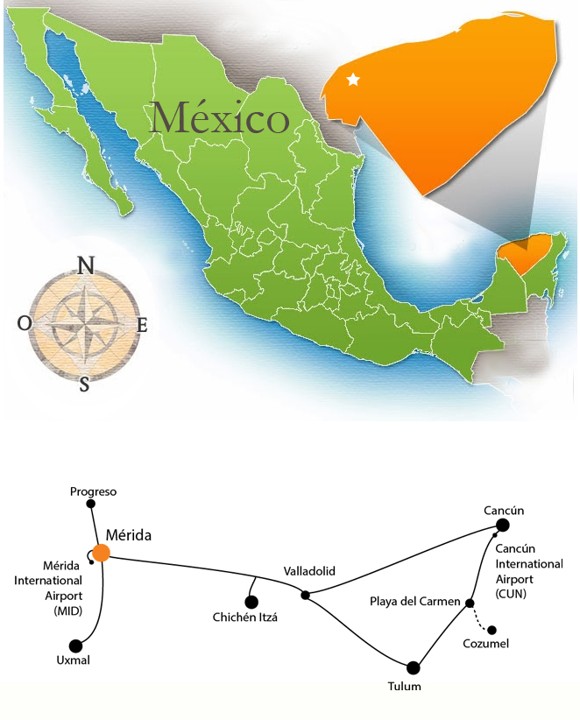 México
N
O
E
S
Progreso
Mérida
Mérida
International
Airport
(MID)
Uxmal
Chichén Itzá
Valladolid
Cancún
Cancún
International
Airport
(CUN)
Playa del Carmen
Cozumel
Tulum